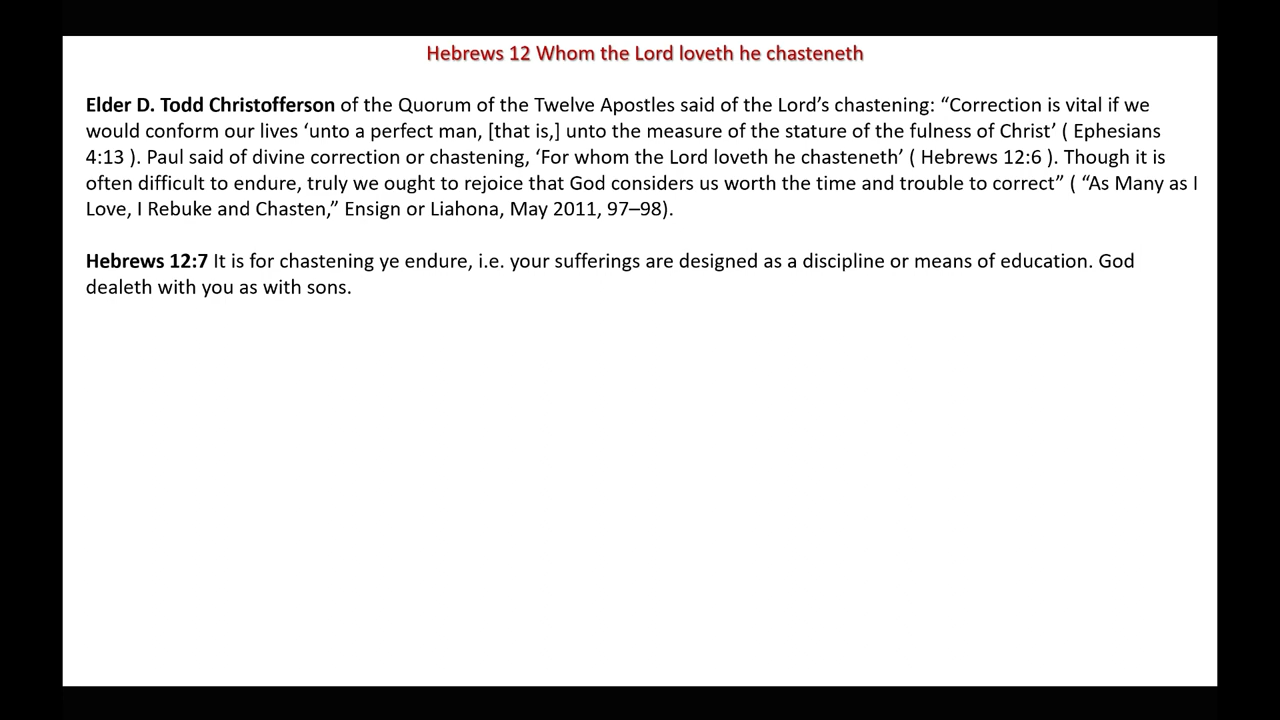 Hebrews 12 Whom the Lord loveth he chasteneth
Elder D. Todd Christofferson of the Quorum of the Twelve Apostles said of the Lord’s chastening: “Correction is vital if we
would conform our lives ‘unto a perfect man, [that is,] unto the measure of the stature of the fulness of Christ’ ( Ephesians
4:13 ). Paul said of divine correction or chastening, ‘For whom the Lord loveth he chasteneth’ ( Hebrews 12:6 ). Though it is
often difficult to endure, truly we ought to rejoice that God considers us worth the time and trouble to correct” ( “As Many as I
Love, I Rebuke and Chasten,” Ensign or Liahona, May 2011, 97–98).
Hebrews 12:7 It is for chastening ye endure, i.e. your sufferings are designed as a discipline or means of education. God
dealeth with you as with sons.